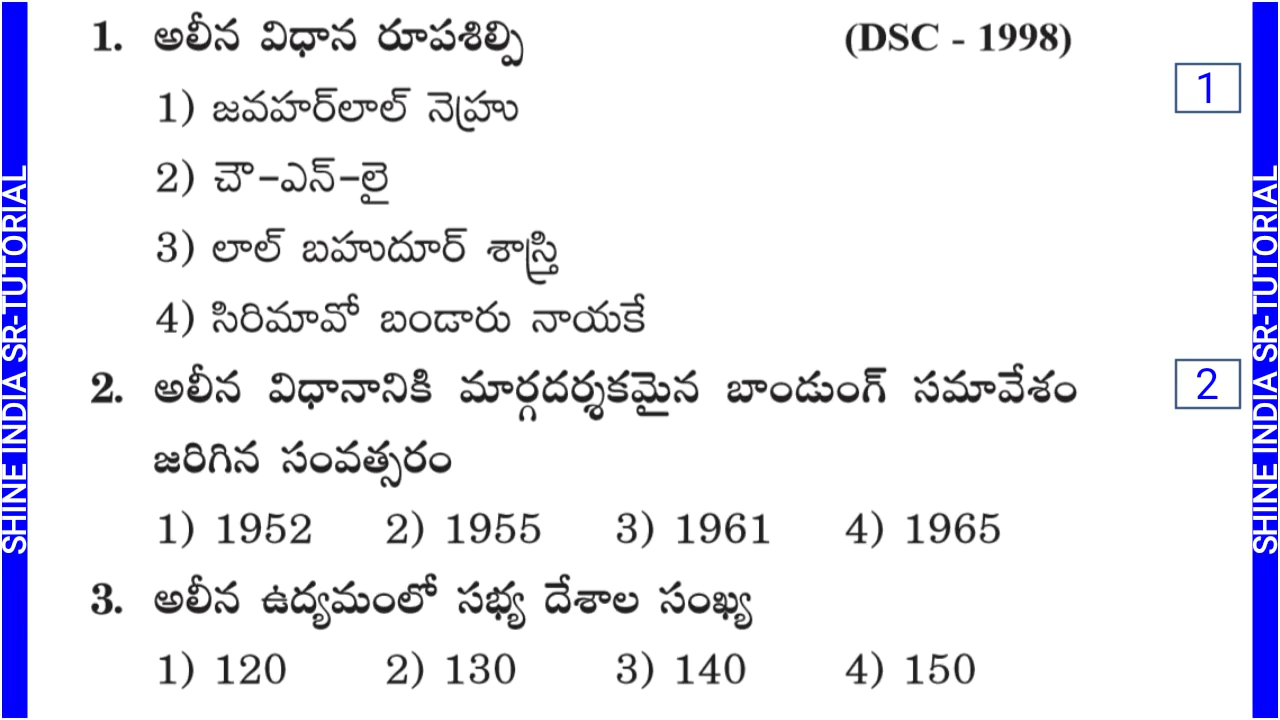 1. అలీన విధాన రూపశిల్పి (DSC - 1998)
1
1) జవహర్‌లాల్ నెహ్రు
2) చౌ-ఎన్-లై
3) లాల్ బహుదూర్ శాస్త్రి
4) సిరిమావో బండారు నాయకే
2. అలీన విధానానికి మార్గదర్శకమైన బాండుంగ్ సమావేశం
2
జరిగిన సంవత్సరం
1) 1952 2) 1955 3) 1961 4) 1965
3. అలీన ఉద్యమంలో సభ్య దేశాల సంఖ్య
1) 120 2) 130 3) 140 4) 150
SHINE INDIA SR-TUTORIAL
SHINE INDIA SR-TUTORIAL